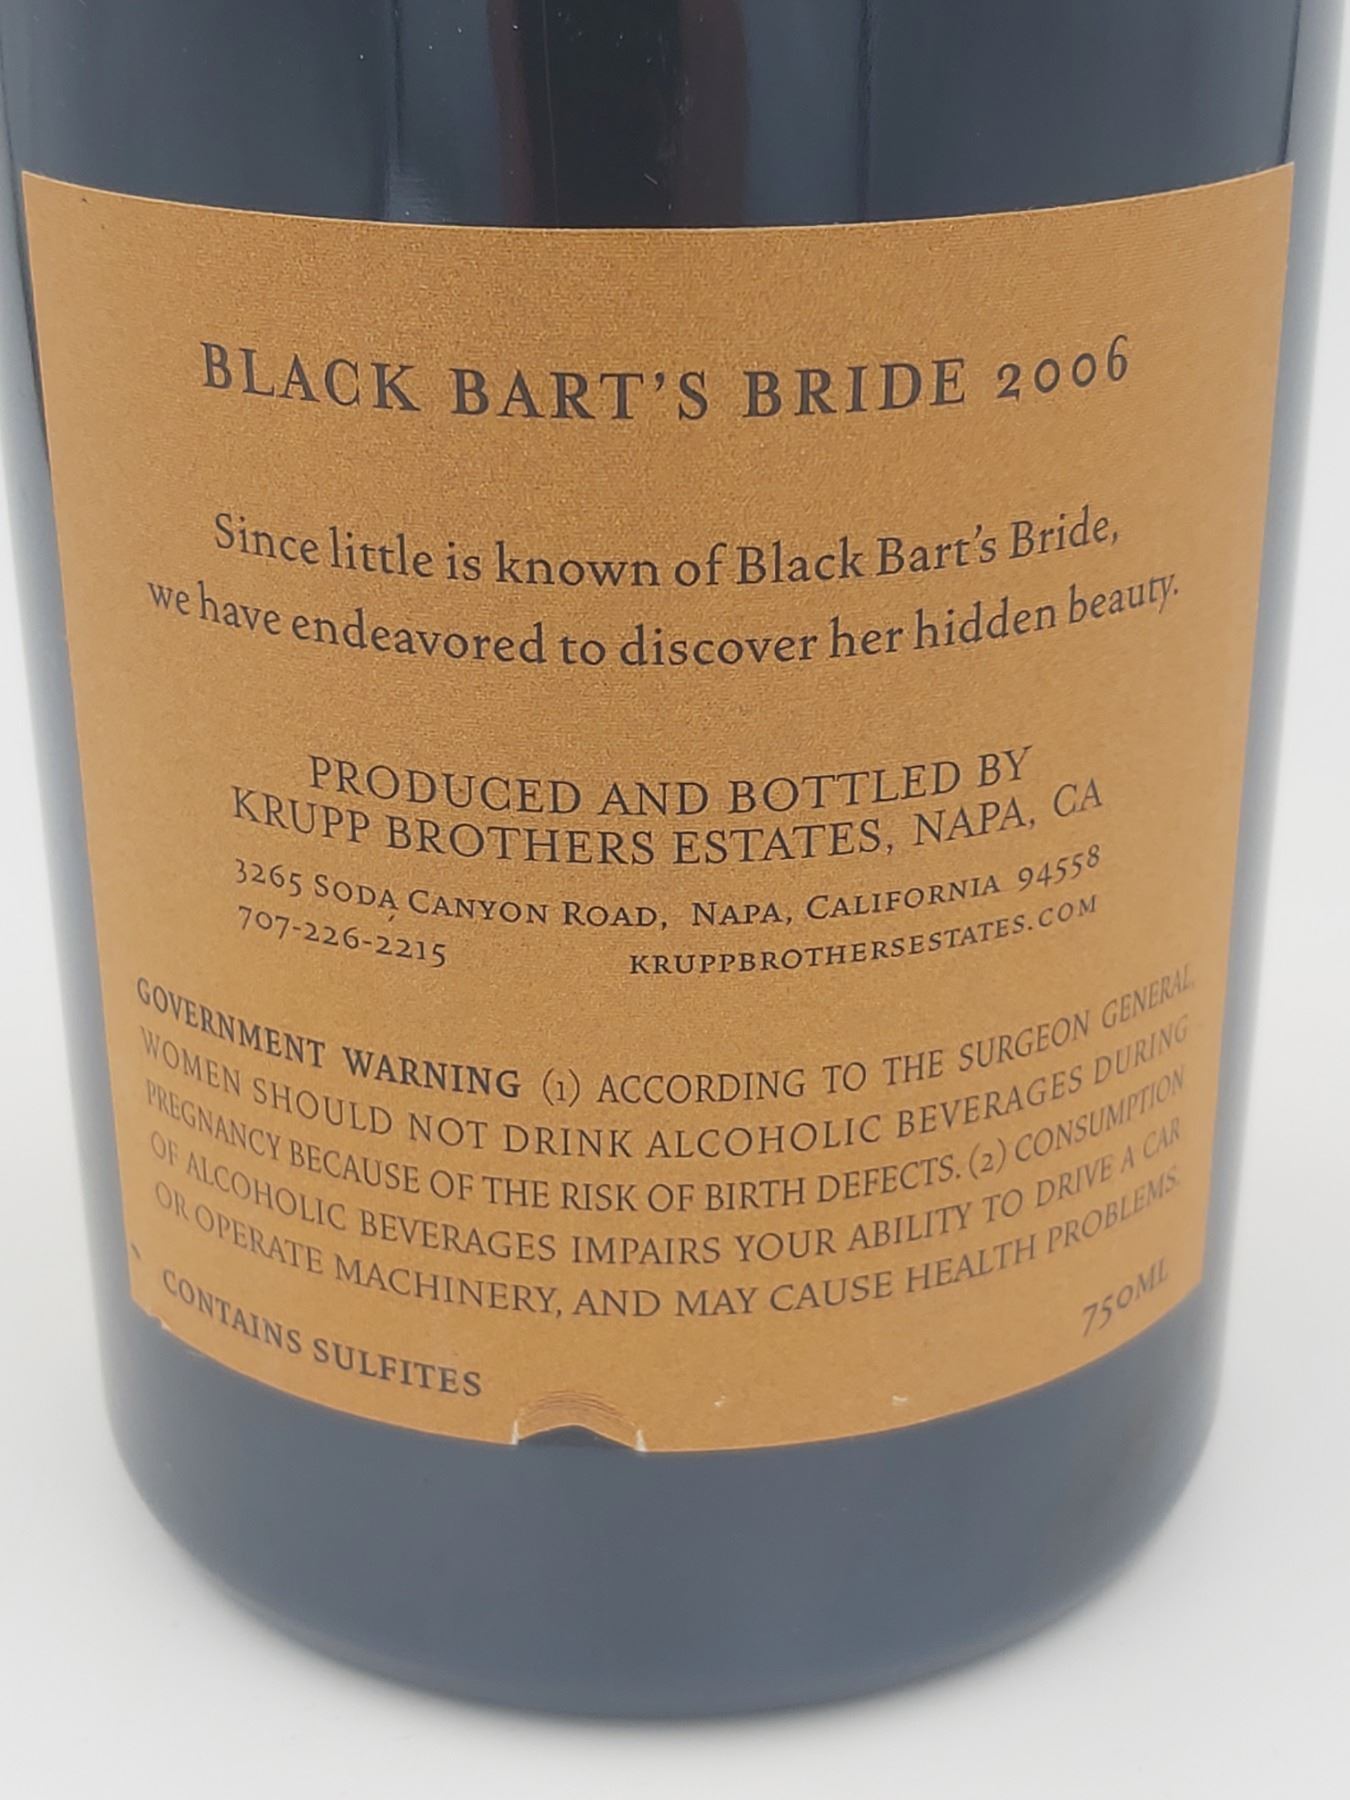 BLACK BART'S BRIDE 2006
Since little is known of Black Bart's Bride,
we have endeavored to discover her hidden beauty.
PRODUCED AND BOTTLED BY
KRUPP BROTHERS ESTATES, NAPA, CA
3265 SODA CANYON ROAD, NAPA, CALIFORNIA 94558
707-226-2215 KRUPPBROTHERSESTATES.COM
GOVERNMENT WARNING (1) ACCORDING TO THE SURGEON GENERAL,
WOMEN SHOULD NOT DRINK ALCOHOLIC BEVERAGES DURING
PREGNANCY BECAUSE OF THE RISK OF BIRTH DEFECTS. (2) CONSUMPTION
OF ALCOHOLIC BEVERAGES IMPAIRS YOUR ABILITY TO DRIVE A CAR
OR OPERATE MACHINERY, AND MAY CAUSE HEALTH PROBLEMS.
CONTAINS SULFITES 750ML